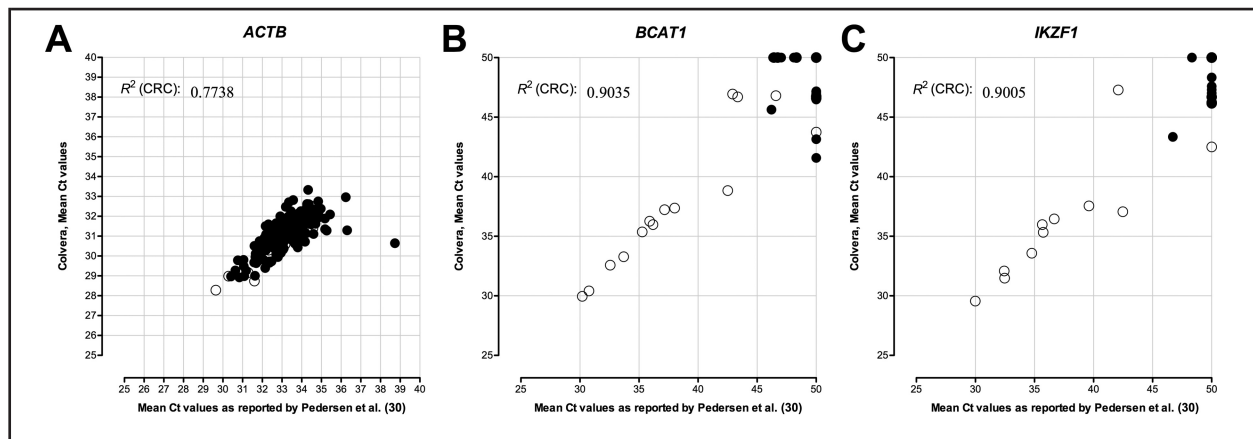 A
ACTB
R² (CRC): 0.7738
Colvera, Mean Ct values
40
39
38
37
36
35
34
33
32
31
30
29
28
27
26
25
25 26 27 28 29 30 31 32 33 34 35 36 37 38 39 40
Mean Ct values as reported by Pedersen et al. (30)
B
BCAT1
R² (CRC): 0.9035
Colvera, Mean Ct values
50
45
40
35
30
25
25 30 35 40 45 50
Mean Ct values as reported by Pedersen et al. (30)
C
IKZF1
R² (CRC): 0.9005
Colvera, Mean Ct values
50
45
40
35
30
25
25 30 35 40 45 50
Mean Ct values as reported by Pedersen et al. (30)